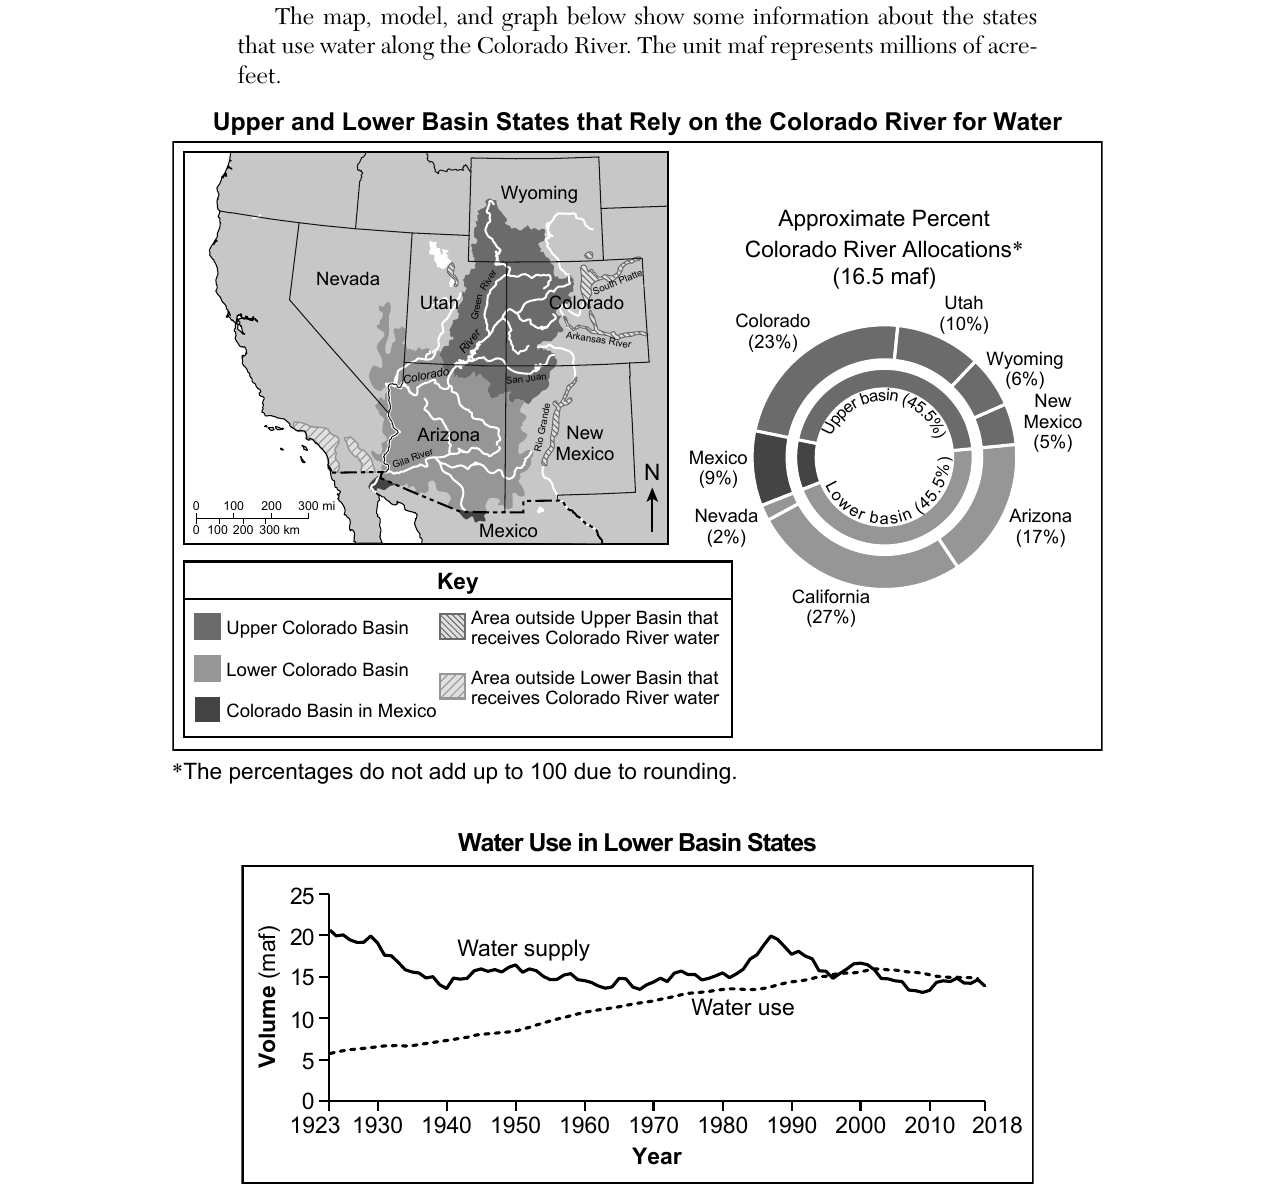 The map, model, and graph below show some information about the states
that use water along the Colorado River. The unit maf represents millions of acre-
feet.
Upper and Lower Basin States that Rely on the Colorado River for Water
Wyoming
Nevada
Utah
Green River
Colorado
South Platte
Arkansas River
River
Colorado
San Juan
Arizona
Gila River
Rio Grande
New
Mexico
N
0 100 200 300 mi
0 100 200 300 km
Mexico
Approximate Percent
Colorado River Allocations*
(16.5 maf)
Utah
(10%)
Colorado
(23%)
Wyoming
(6%)
New
Mexico
(5%)
Upper basin (45.5%)
Mexico
(9%)
Lower basin (45.5%)
Nevada
(2%)
Arizona
(17%)
California
(27%)
Key
Upper Colorado Basin
Lower Colorado Basin
Colorado Basin in Mexico
Area outside Upper Basin that
receives Colorado River water
Area outside Lower Basin that
receives Colorado River water
*The percentages do not add up to 100 due to rounding.
Water Use in Lower Basin States
Volume (maf)
25
20
15
10
5
0
Water supply
Water use
1923 1930 1940 1950 1960 1970 1980 1990 2000 2010 2018
Year